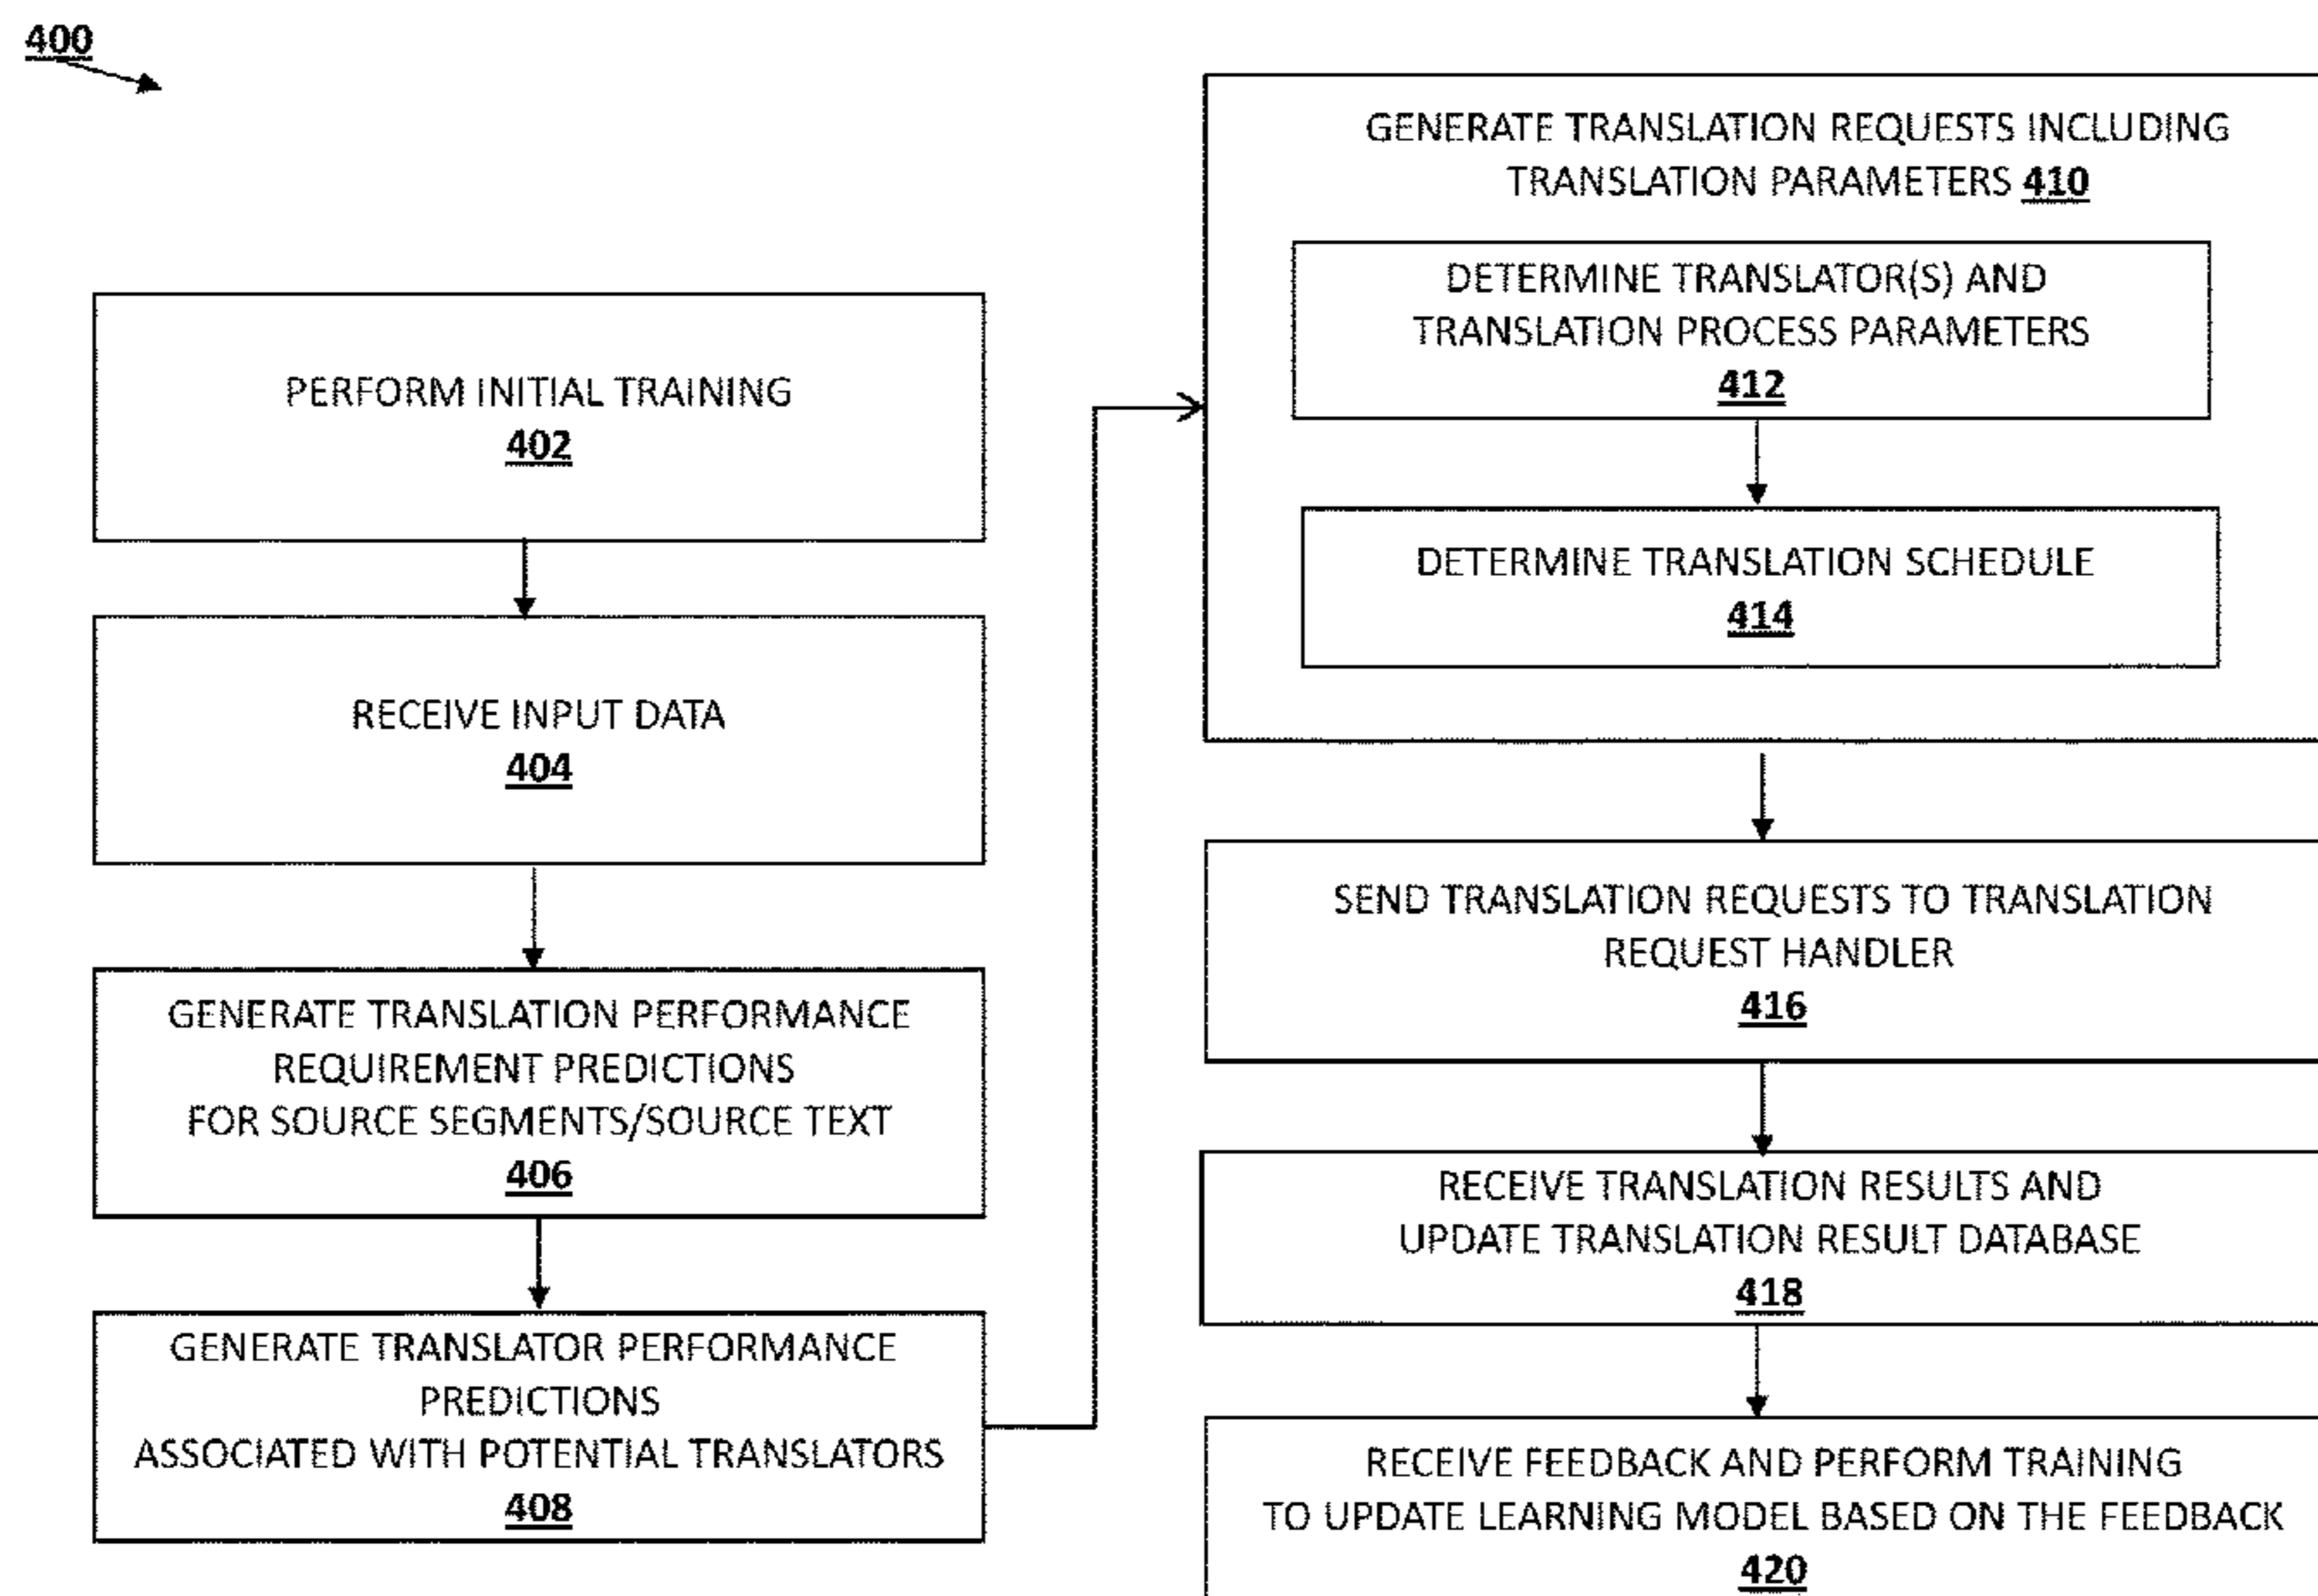 400
PERFORM INITIAL TRAINING
402
RECEIVE INPUT DATA
404
GENERATE TRANSLATION PERFORMANCE
REQUIREMENT PREDICTIONS
FOR SOURCE SEGMENTS/SOURCE TEXT
406
GENERATE TRANSLATOR PERFORMANCE
PREDICTIONS
ASSOCIATED WITH POTENTIAL TRANSLATORS
408
GENERATE TRANSLATION REQUESTS INCLUDING
TRANSLATION PARAMETERS 410
DETERMINE TRANSLATOR(S) AND
TRANSLATION PROCESS PARAMETERS
412
DETERMINE TRANSLATION SCHEDULE
414
SEND TRANSLATION REQUESTS TO TRANSLATION
REQUEST HANDLER
416
RECEIVE TRANSLATION RESULTS AND
UPDATE TRANSLATION RESULT DATABASE
418
RECEIVE FEEDBACK AND PERFORM TRAINING
TO UPDATE LEARNING MODEL BASED ON THE FEEDBACK
420